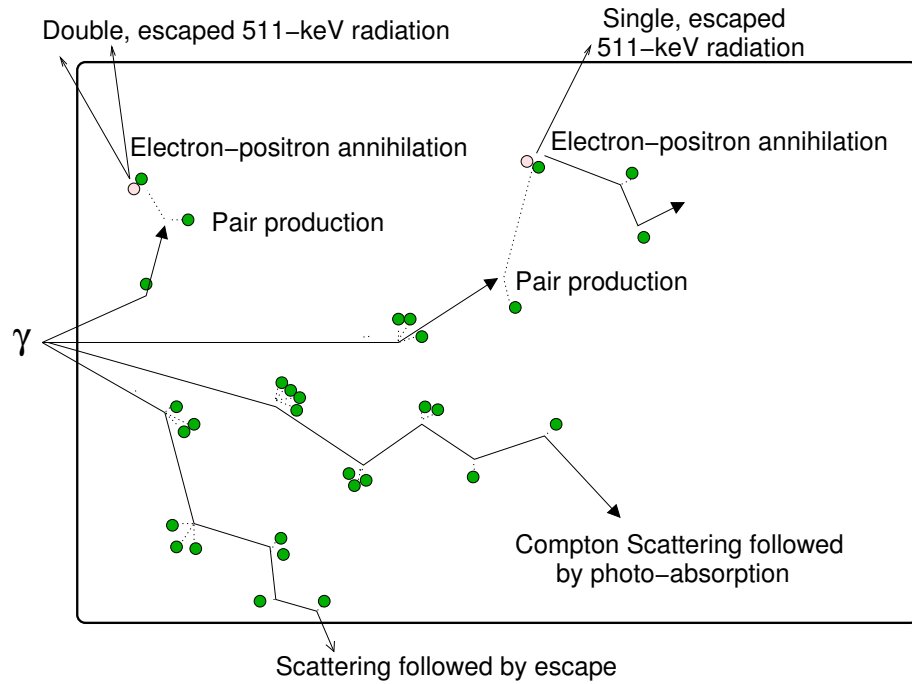 Double, escaped 511−keV radiation
Single, escaped
511−keV radiation
Electron−positron annihilation
Electron−positron annihilation
Pair production
Pair production
γ
Compton Scattering followed
by photo−absorption
Scattering followed by escape